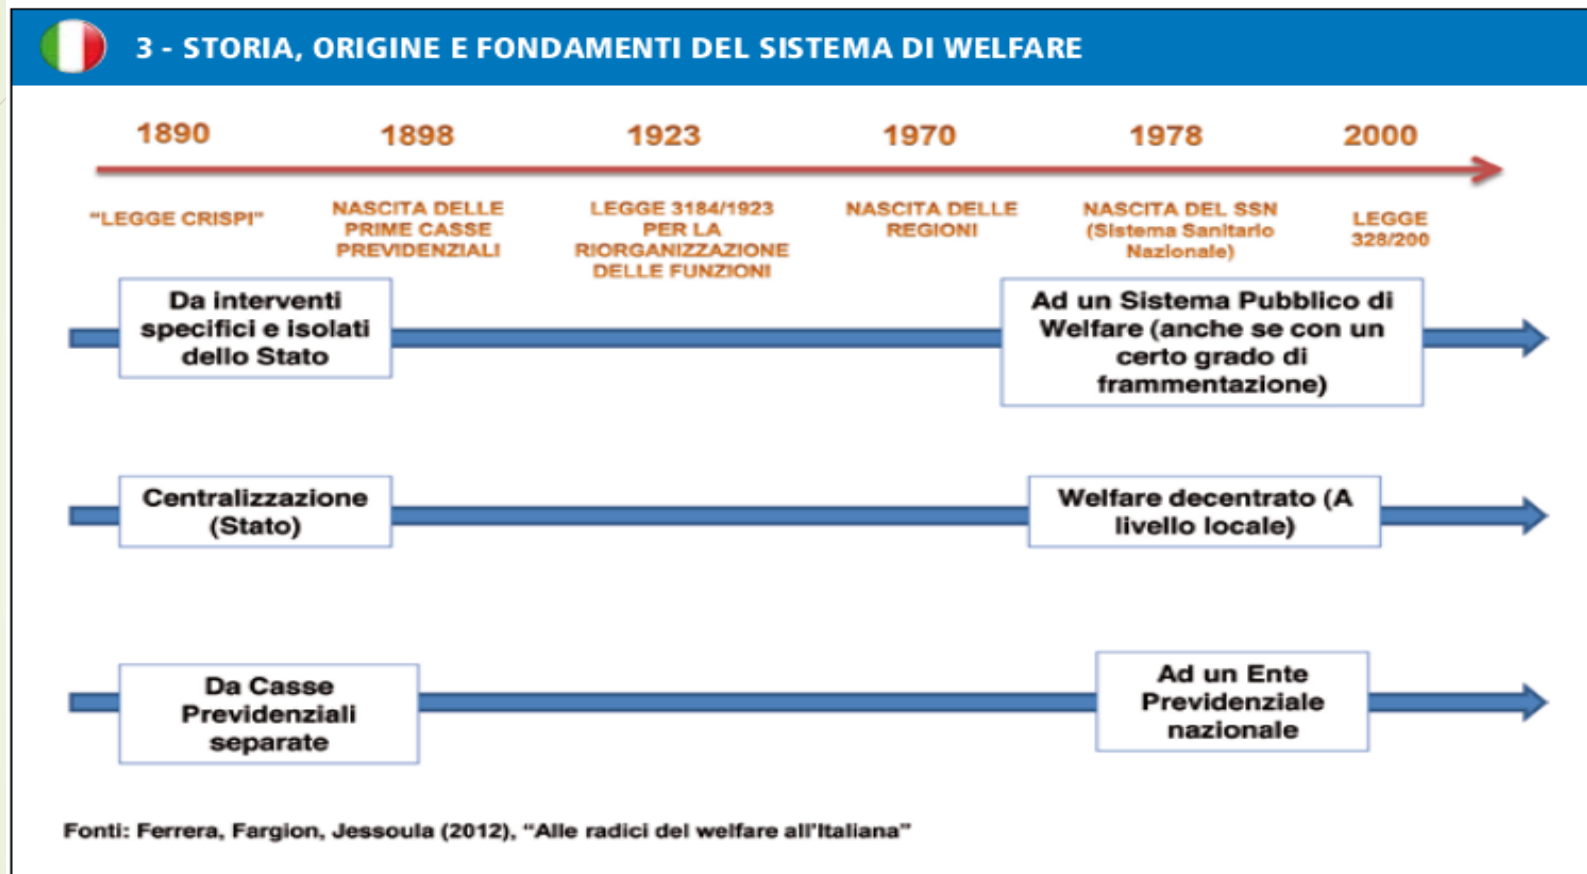 3 - STORIA, ORIGINE E FONDAMENTI DEL SISTEMA DI WELFARE
1890
1898
1923
1970
1978
2000
"LEGGE CRISPI"
NASCITA DELLE
PRIME CASSE
PREVIDENZIALI
LEGGE 3184/1923
PER LA
RIORGANIZZAZIONE
DELLE FUNZIONI
NASCITA DELLE
REGIONI
NASCITA DEL SSN
(Sistema Sanitario
Nazionale)
LEGGE
328/200
Da interventi
specifici e isolati
dello Stato
Ad un Sistema Pubblico di
Welfare (anche se con un
certo grado di
frammentazione)
Centralizzazione
(Stato)
Welfare decentrato (A
livello locale)
Da Casse
Previdenziali
separate
Ad un Ente
Previdenziale
nazionale
Fonti: Ferrera, Fargion, Jessoula (2012), "Alle radici del welfare all'Italiana"